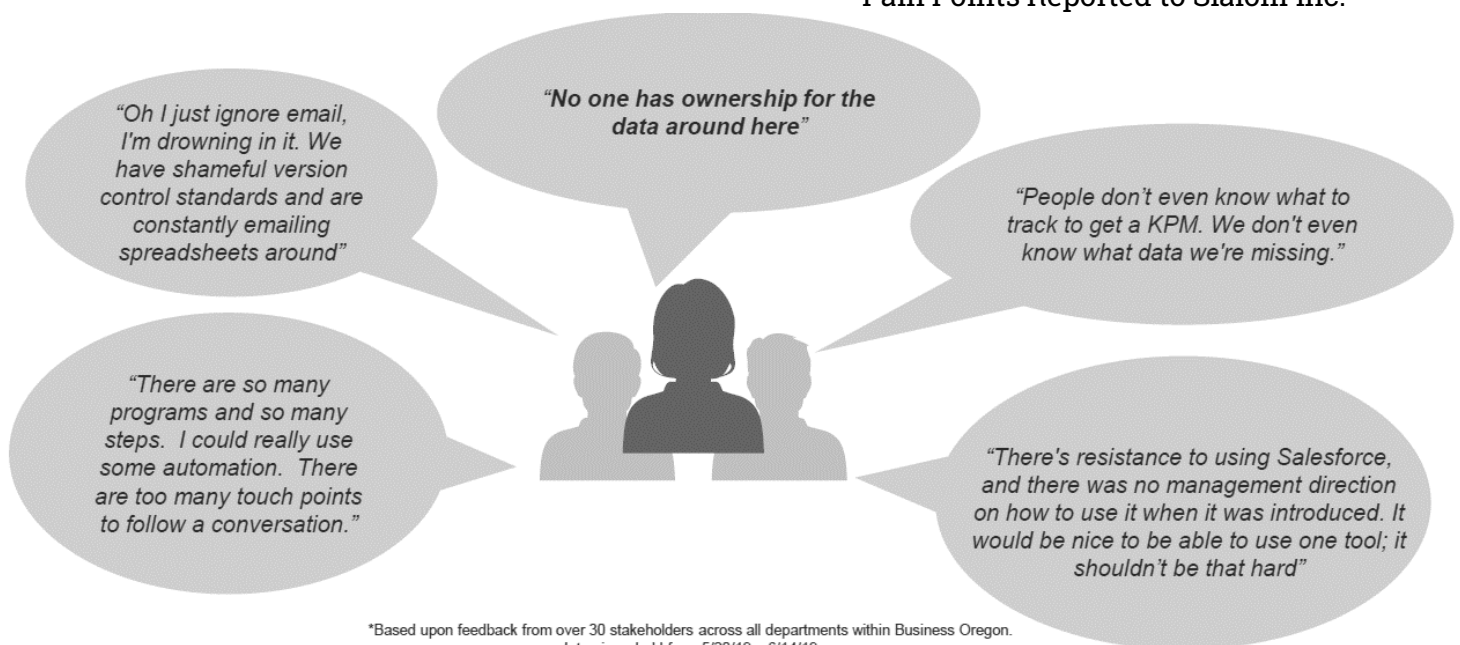 Pain Points Reported to Slalom Inc.
“No one has ownership for the
data around here”
“Oh I just ignore email,
I'm drowning in it. We
have shameful version
control standards and are
constantly emailing
spreadsheets around”
“People don’t even know what to
track to get a KPM. We don't even
know what data we're missing.”
“There are so many
programs and so many
steps.  I could really use
some automation.  There
are too many touch points
to follow a conversation.”
“There's resistance to using Salesforce,
and there was no management direction
on how to use it when it was introduced. It
would be nice to be able to use one tool; it
shouldn’t be that hard”
*Based upon feedback from over 30 stakeholders across all departments within Business Oregon.